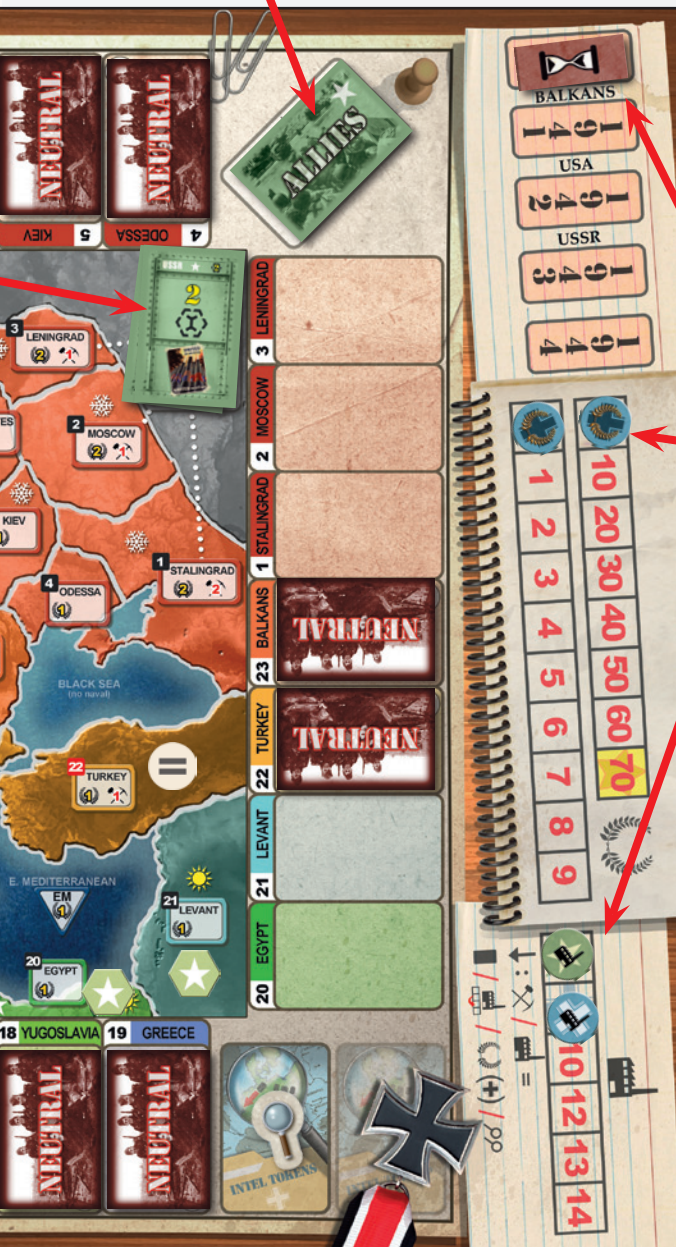 NEUTRAL
NEUTRAL
KIEV 5
ODESSA 4
ALLIES
BALKANS
1941
USA
1942
USSR
1943
1944
USSR
2
3 LENINGRAD
2 1
2 MOSCOW
2 1
KIEV
1 STALINGRAD
2 2
4 ODESSA
1
BLACK SEA
(no naval)
22 TURKEY
1 1
=
E. MEDITERRANEAN
EM
1
21 LEVANT
1
20 EGYPT
1
3 LENINGRAD
2 MOSCOW
1 STALINGRAD
23 BALKANS
NEUTRAL
22 TURKEY
NEUTRAL
21 LEVANT
20 EGYPT
18 YUGOSLAVIA
19 GREECE
NEUTRAL
NEUTRAL
INTEL TOKENS
1 2 3 4 5 6 7 8 9
10 20 30 40 50 60 70
10 12 13 14